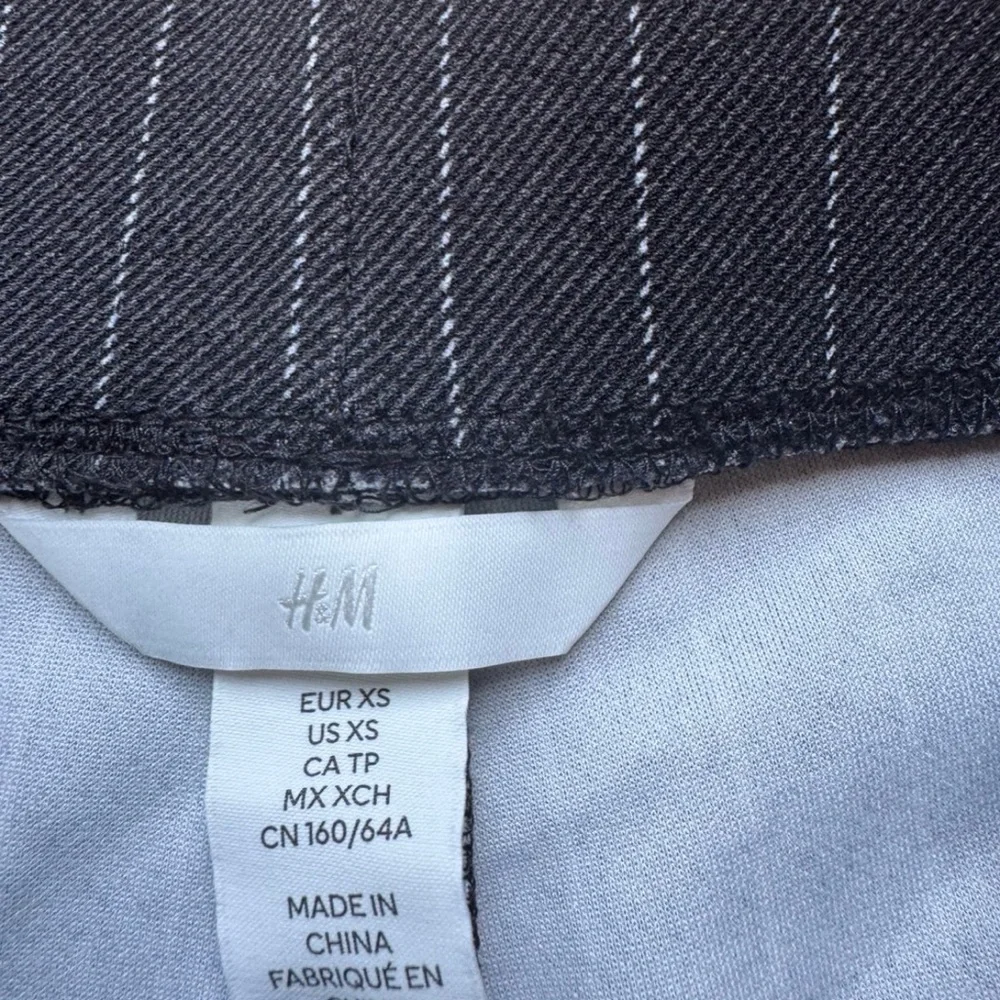 H&M
EUR XS
US XS
CA TP
MX XCH
CN 160/64A
MADE IN
CHINA
FABRIQUÉ EN